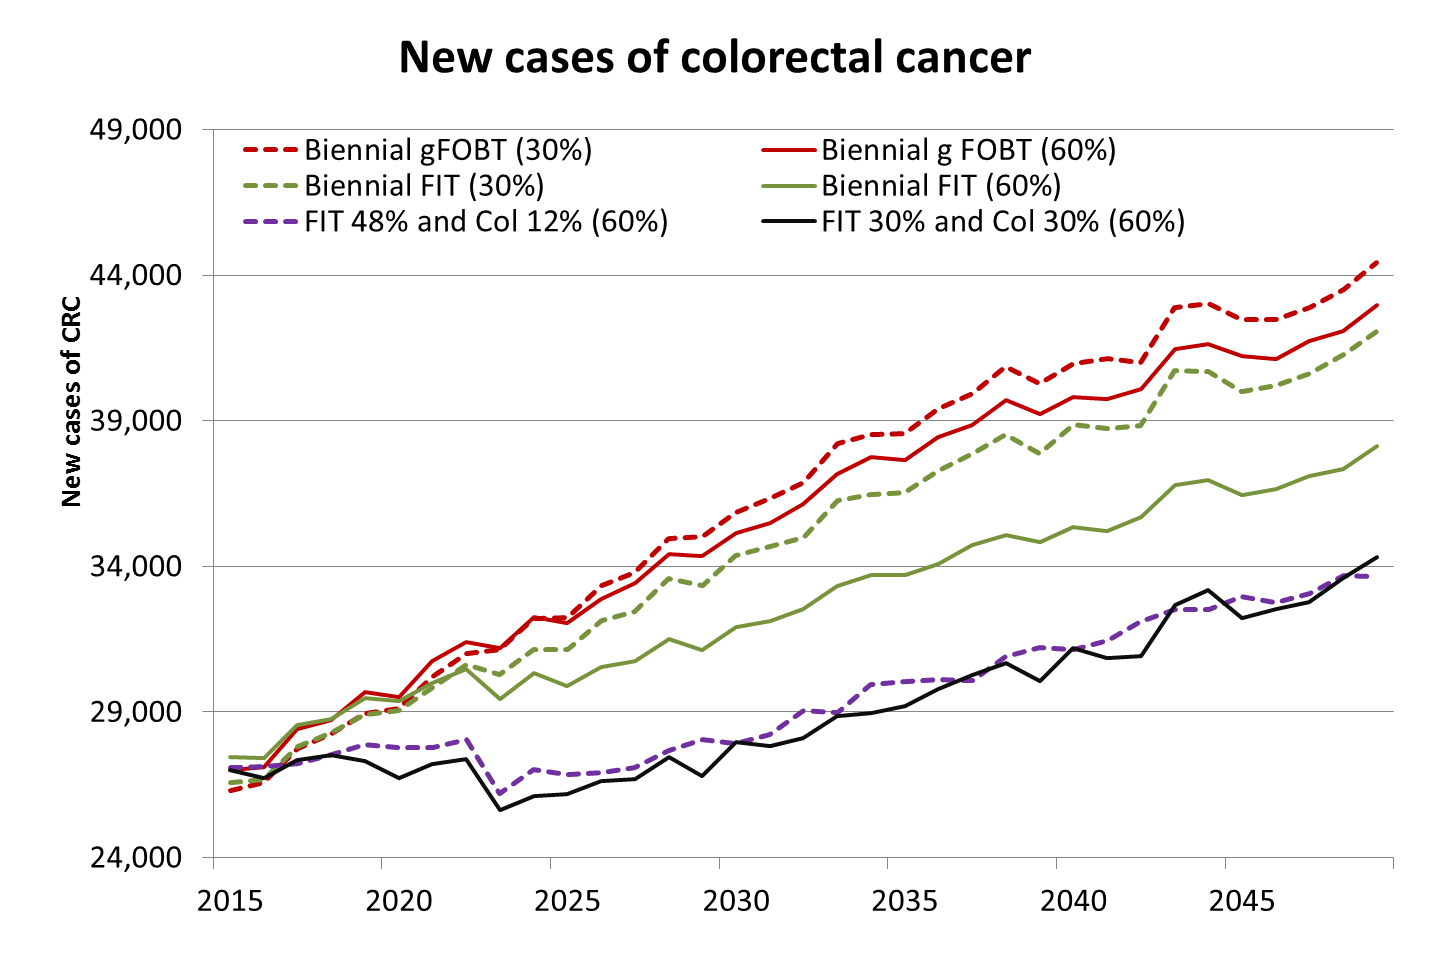 New cases of colorectal cancer
49,000
44,000
39,000
34,000
29,000
24,000
New cases of CRC
Biennial gFOBT (30%)
Biennial g FOBT (60%)
Biennial FIT (30%)
Biennial FIT (60%)
FIT 48% and Col 12% (60%)
FIT 30% and Col 30% (60%)
2015 2020 2025 2030 2035 2040 2045